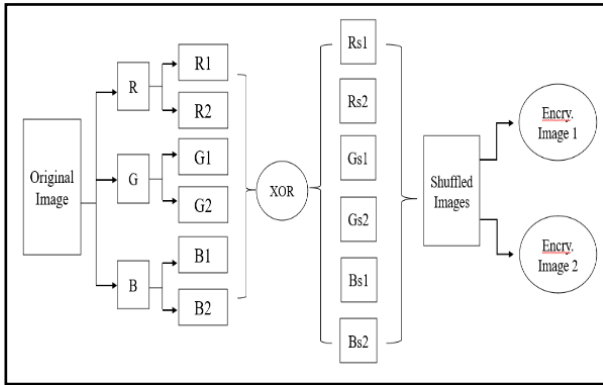 Original
Image
R
G
B
R1
R2
G1
G2
B1
B2
XOR
Rs1
Rs2
Gs1
Gs2
Bs1
Bs2
Shuffled
Images
Encry.
Image 1
Encry.
Image 2